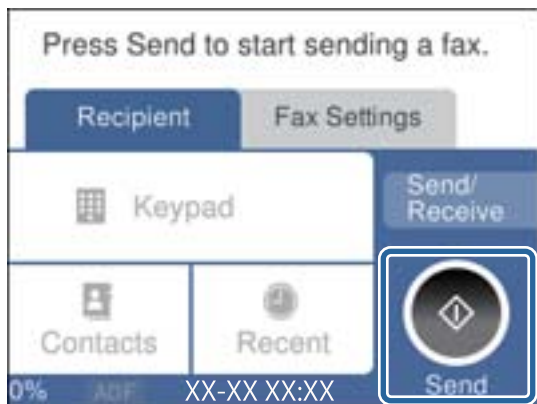 Press Send to start sending a fax.
Recipient
Fax Settings
Keypad
Send/
Receive
Contacts
Recent
0%
ADF
XX-XX XX:XX
Send